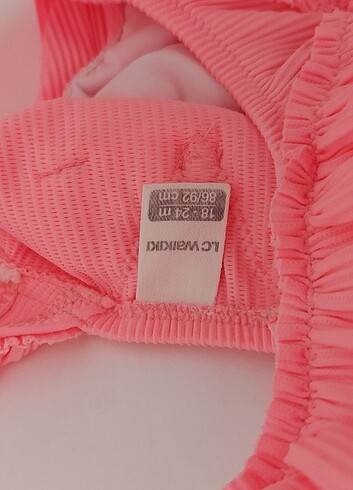 LC WAIKIKI
18 - 24 m
86/92 cm